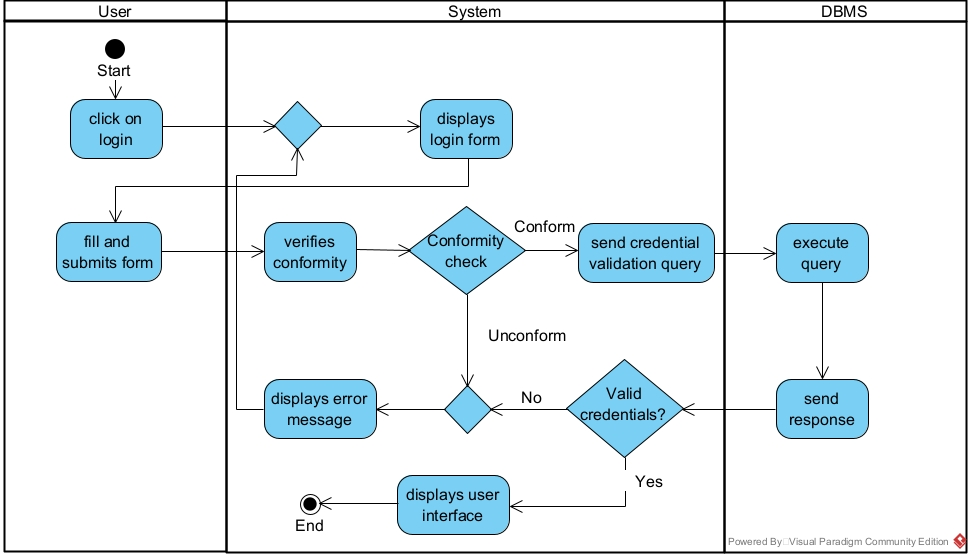 User
System
DBMS
Start
click on
login
displays
login form
fill and
submits form
verifies
conformity
Conformity
check
Conform
send credential
validation query
execute
query
Unconform
displays error
message
No
Valid
credentials?
send
response
Yes
displays user
interface
End
Powered By Visual Paradigm Community Edition